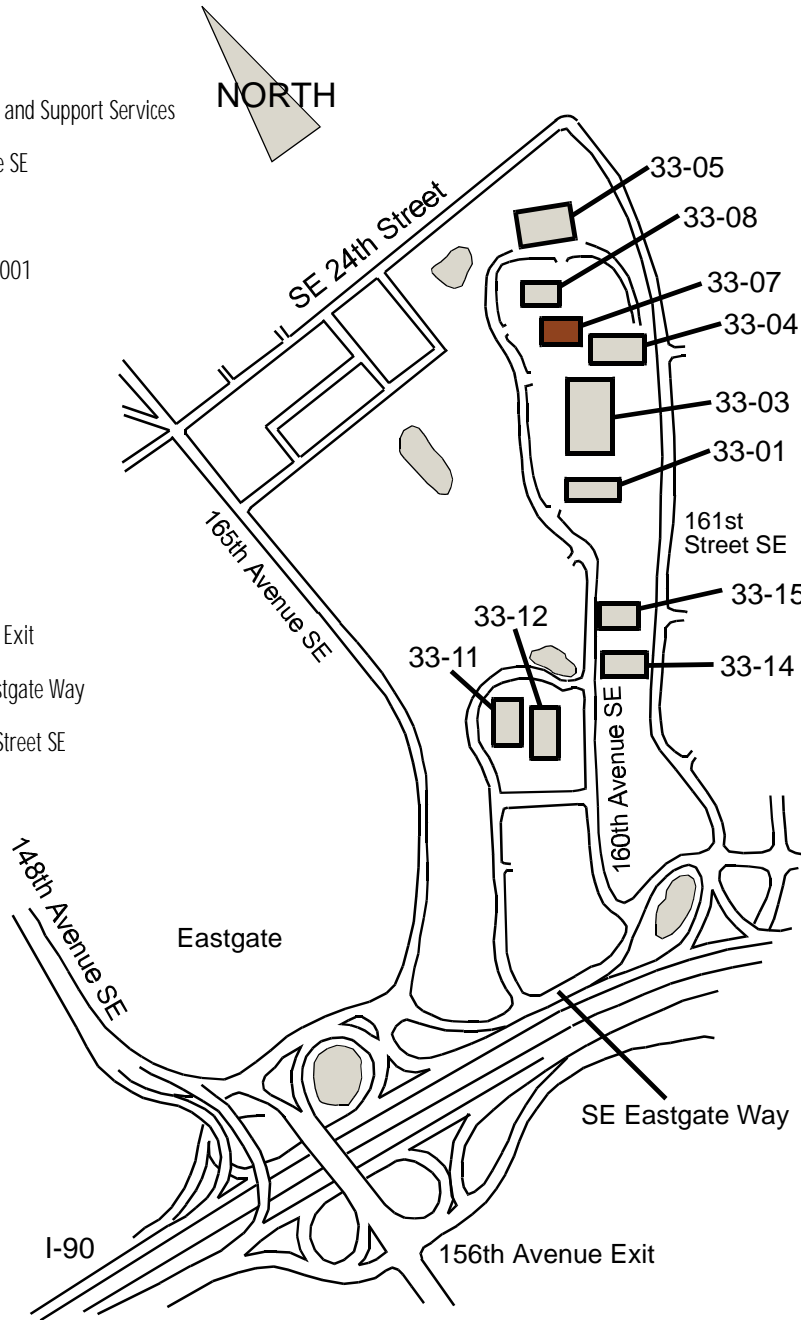 NORTH
and Support Services
SE
001
SE 24th Street
33-05
33-08
33-07
33-04
33-03
33-01
161st
Street SE
165th Avenue SE
33-15
33-12
33-11
33-14
Exit
Way
Street SE
160th Avenue SE
148th Avenue SE
Eastgate
SE Eastgate Way
I-90
156th Avenue Exit